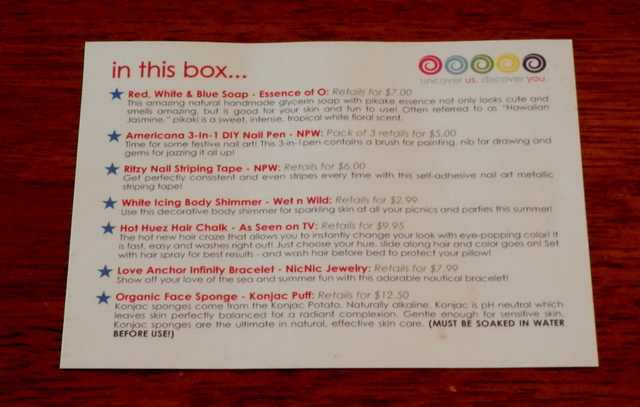 in this box...
uncover us. discover you.
Red, White & Blue Soap - Essence of O: Retails for $7.00
This amazing natural handmade glycerin soap with pikake essence not only looks cute and
smells amazing, but is good for your skin and fun to use! Often referred to as "Hawaiian
Jasmine," pikaki is a sweet, intense, tropical white floral scent.
Americana 3-in-1 DIY Nail Pen - NPW: Pack of 3 retails for $5.00
Time for some festive nail art! This 3-in-1 pen contains a brush for painting, nib for drawing and
gems for jazzing it all up!
Ritzy Nail Striping Tape - NPW: Retails for $6.00
Get perfectly consistent and even stripes every time with this self-adhesive nail art metallic
striping tape!
White Icing Body Shimmer - Wet n Wild: Retails for $2.99
Use this decorative body shimmer for sparkling skin at all your picnics and parties this summer!
Hot Huez Hair Chalk - As Seen on TV: Retails for $9.95
The hot new hair craze that allows you to instantly change your look with eye-popping color! It
is fast, easy and washes right out! Just choose your hue, slide along hair and color goes on! Set
with hair spray for best results - and wash hair before bed to protect your pillow!
Love Anchor Infinity Bracelet - NicNic Jewelry: Retails for $7.99
Show off your love of the sea and summer fun with this adorable nautical bracelet!
Organic Face Sponge - Konjac Puff: Retails for $12.50
Konjac sponges come from the Konjac Potato. Naturally alkaline, Konjac is pH neutral which
leaves skin perfectly balanced for a radiant complexion. Gentle enough for sensitive skin,
Konjac sponges are the ultimate in natural, effective skin care. (MUST BE SOAKED IN WATER
BEFORE USE!)